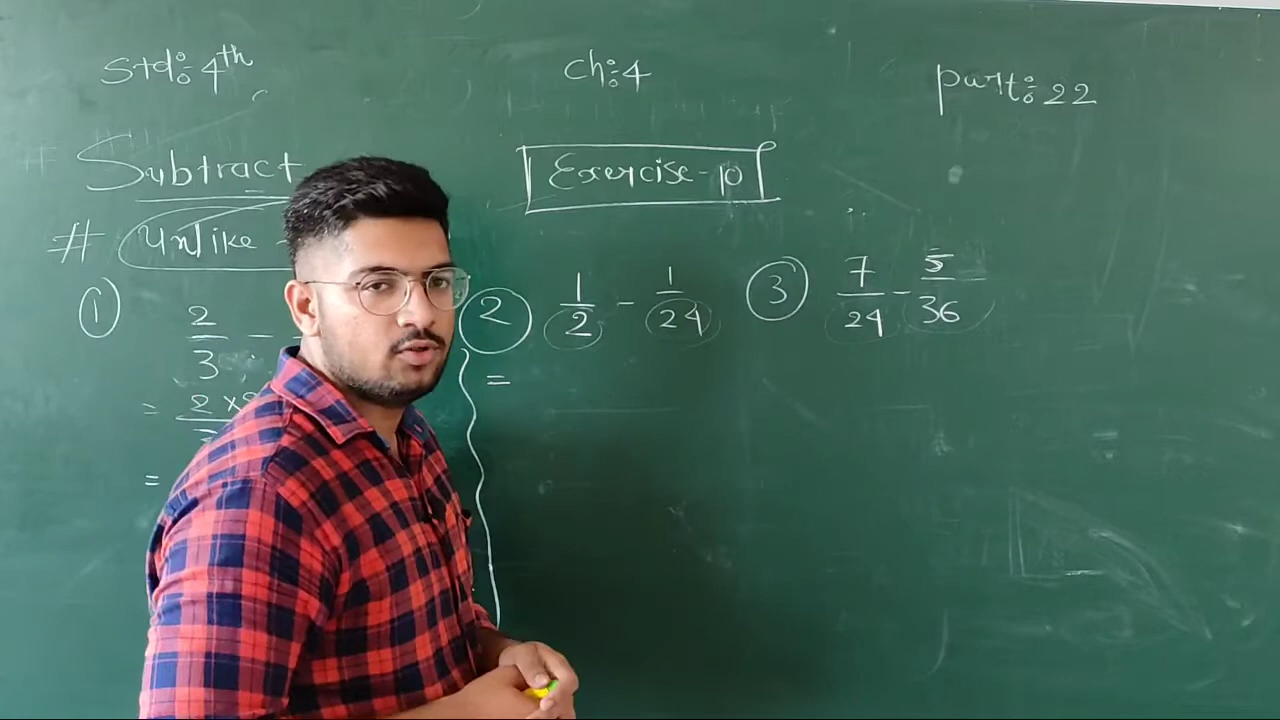 Std:- 4th
ch:- 4
part:- 22
Subtract
Exercise - 10
# Unlike -
① 2/3 -
= 2 ×
=
② 1/2 - 1/24
=
③ 7/24 - 5/36